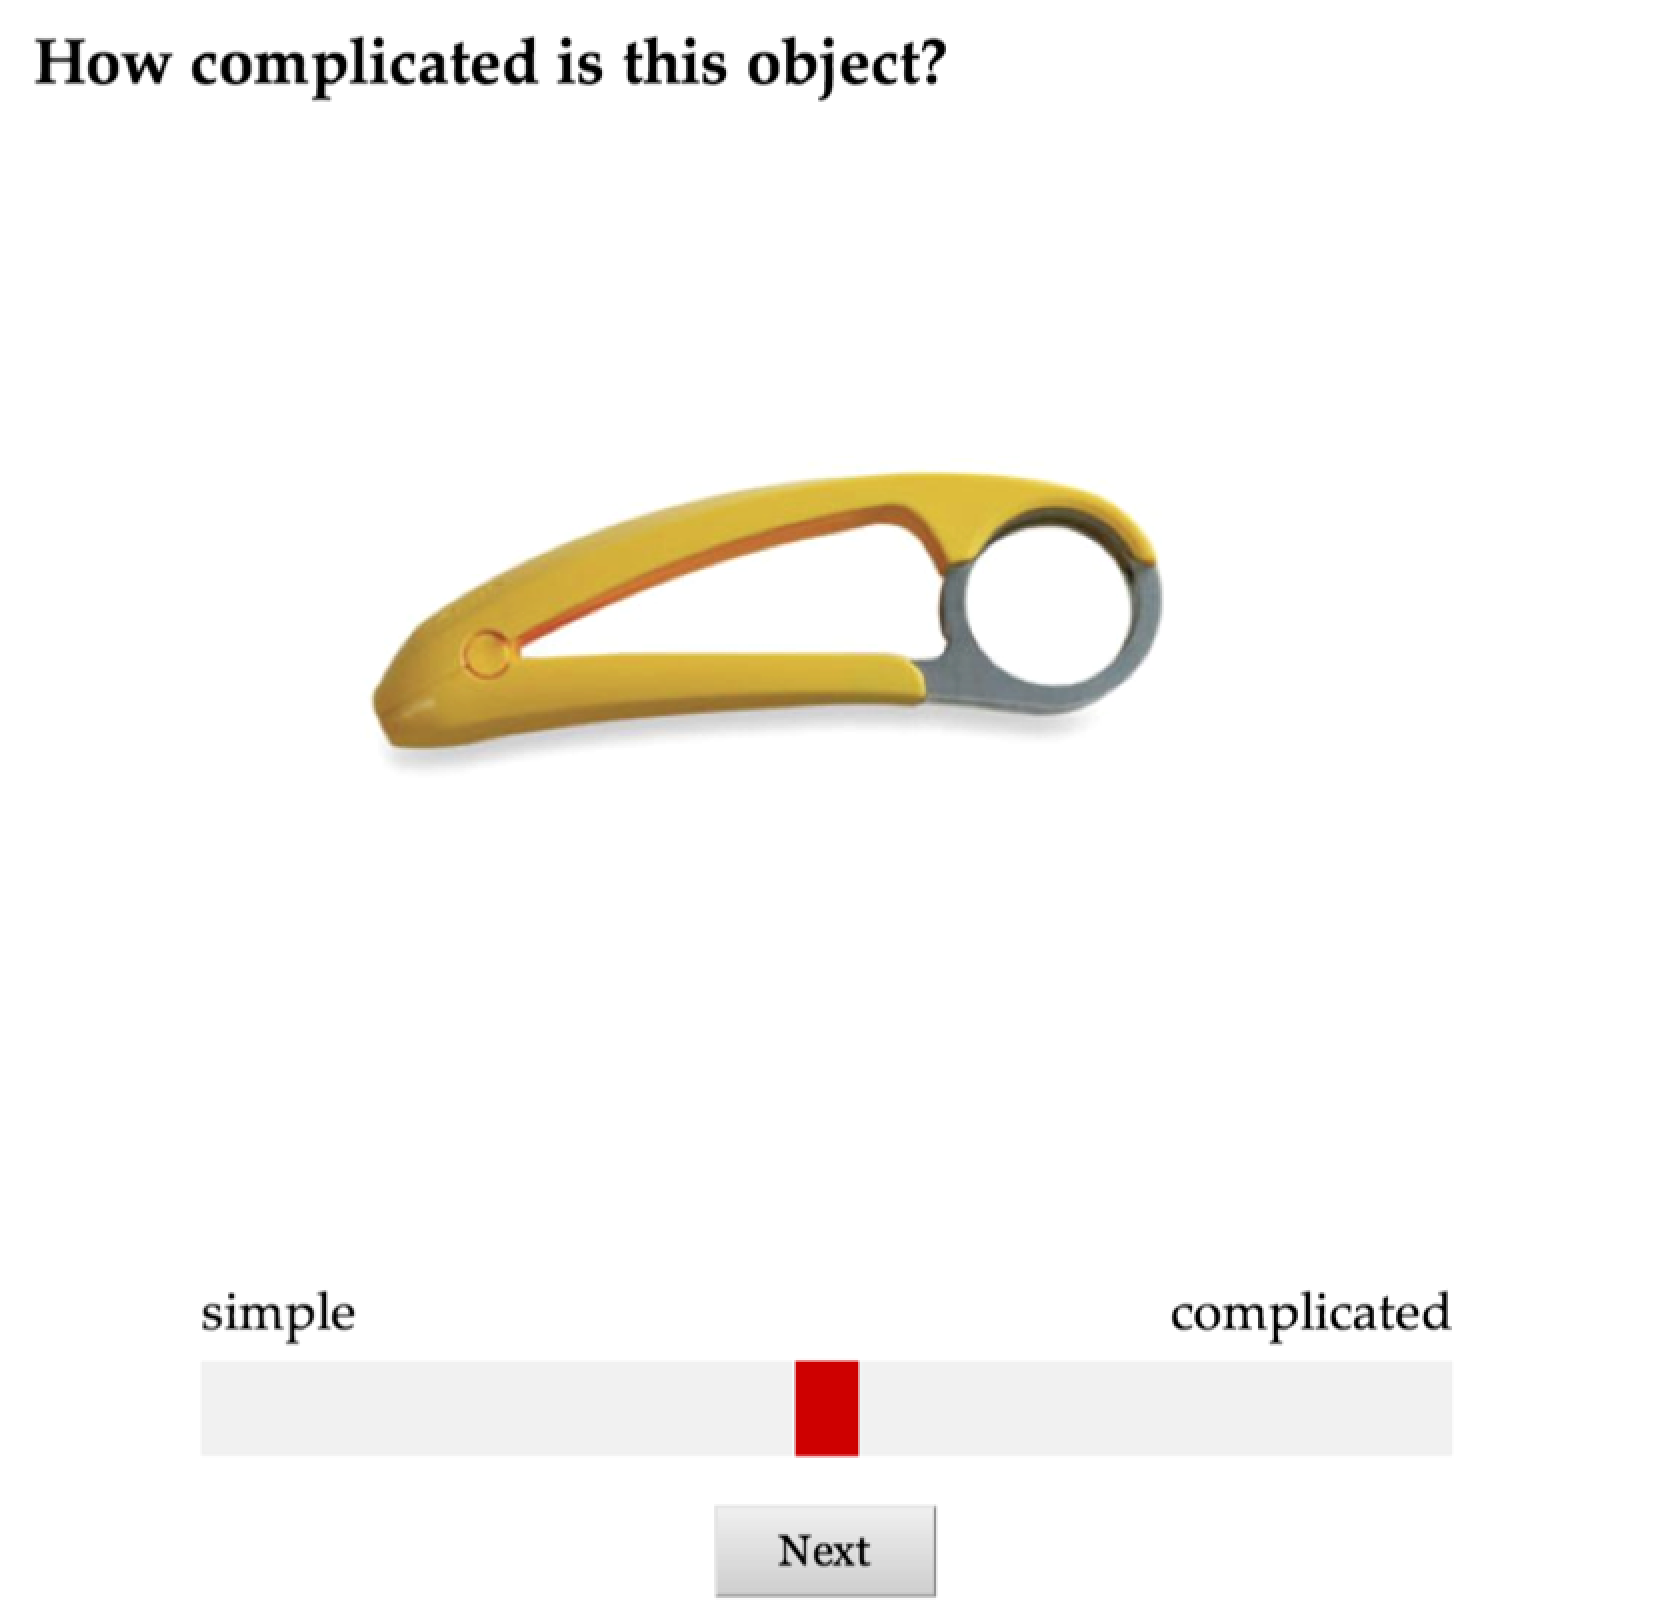 How complicated is this object?
simple
complicated
Next